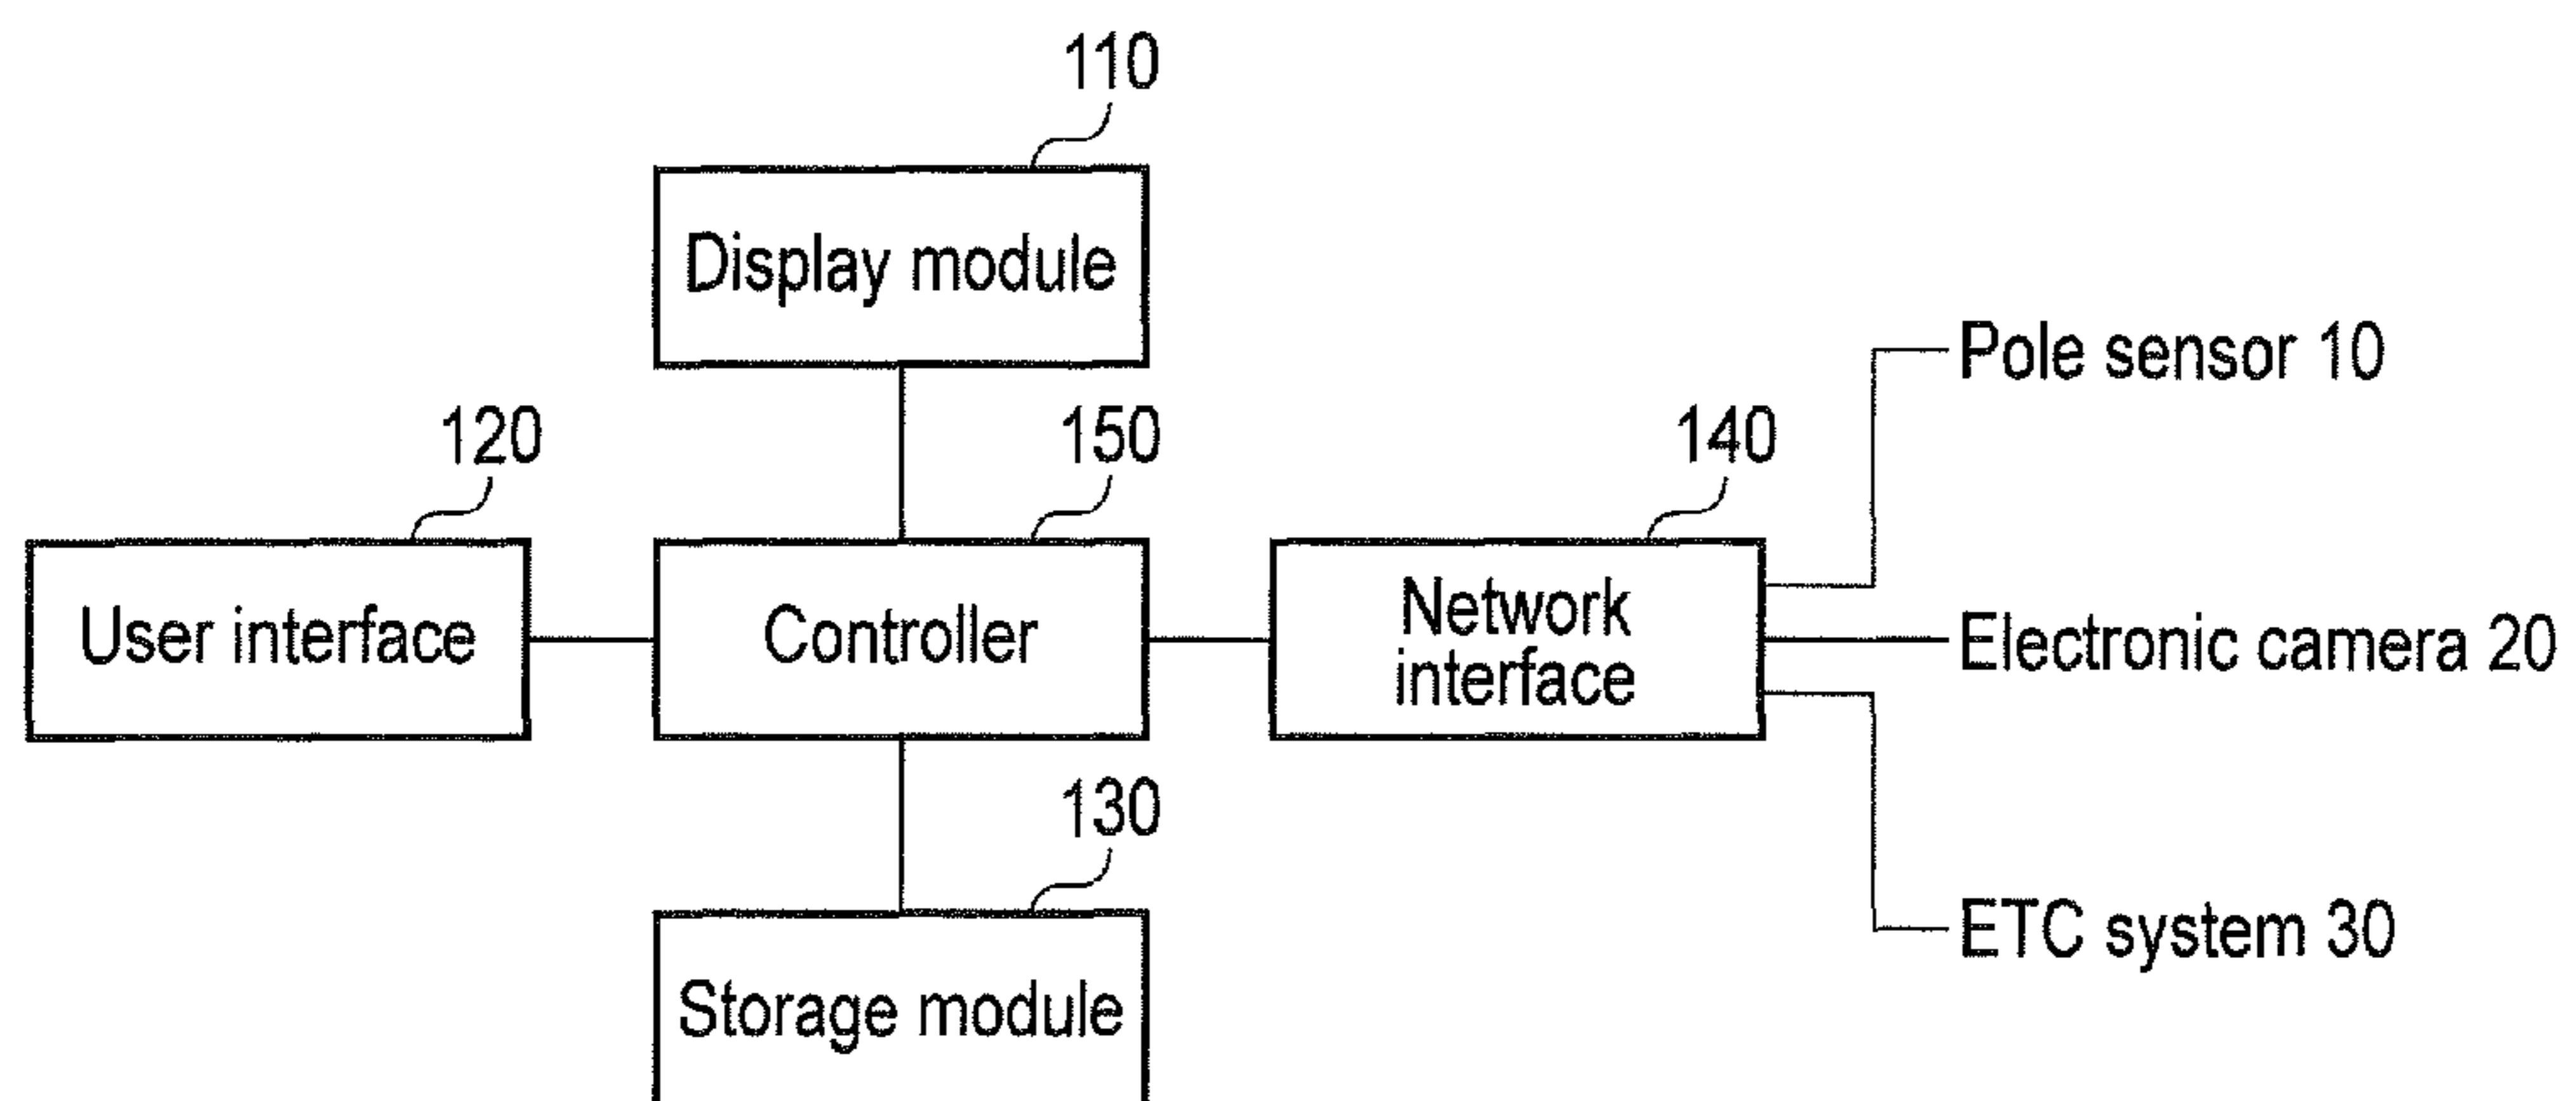 110
Display module
Pole sensor 10
120
150
140
User interface
Controller
Network
interface
Electronic camera 20
130
ETC system 30
Storage module